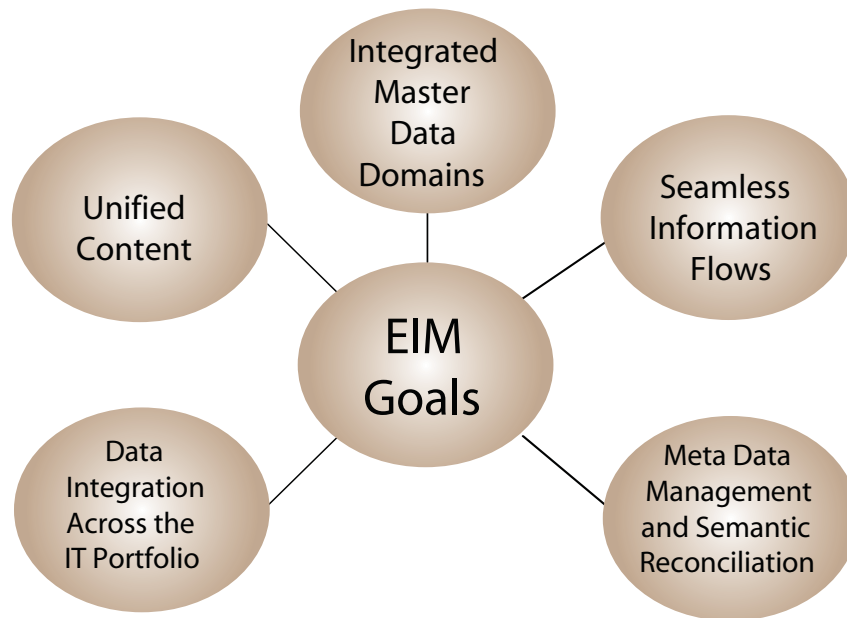 Integrated
Master
Data
Domains
Unified
Content
Seamless
Information
Flows
EIM
Goals
Data
Integration
Across the
IT Portfolio
Meta Data
Management
and Semantic
Reconciliation